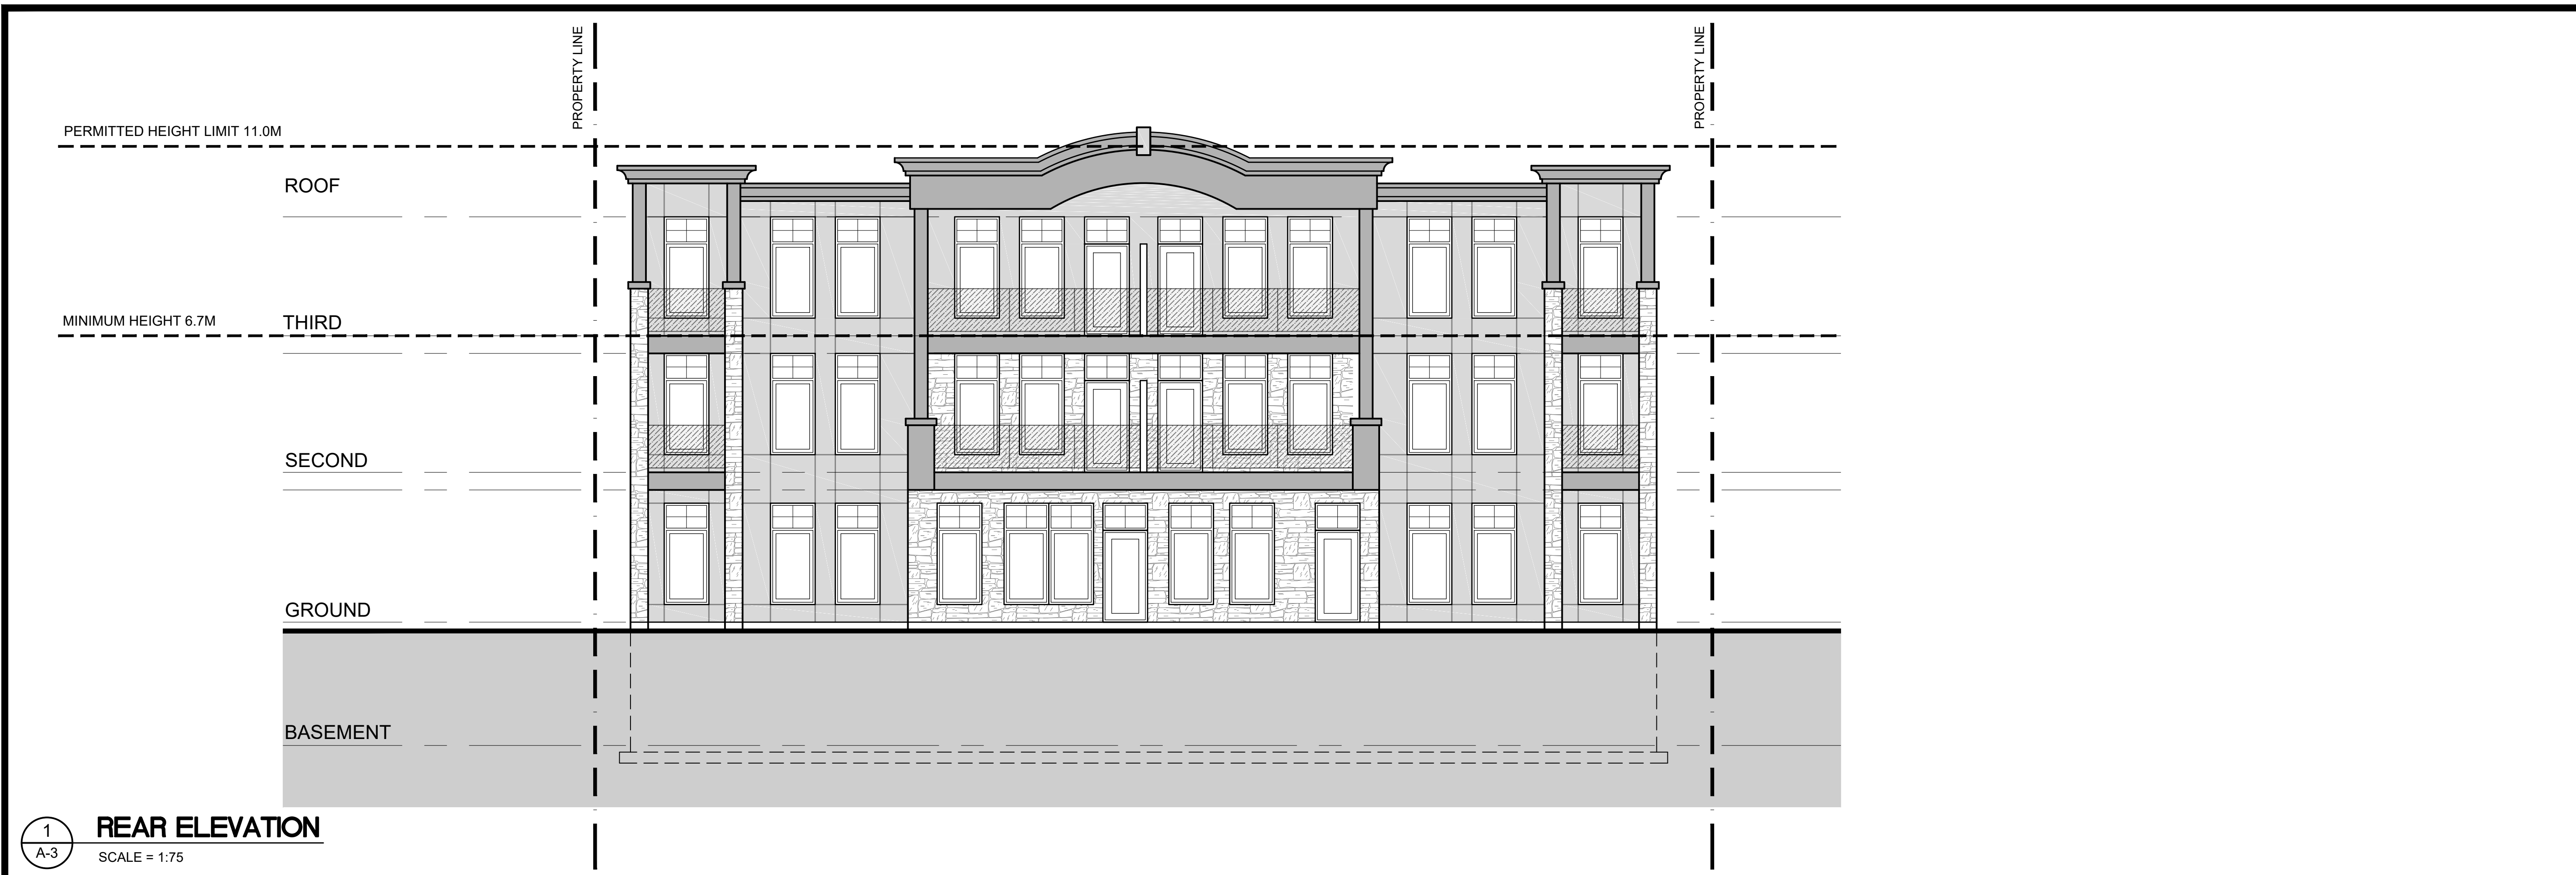 PROPERTY LINE
PROPERTY LINE
PERMITTED HEIGHT LIMIT 11.0M
ROOF
MINIMUM HEIGHT 6.7M
THIRD
SECOND
GROUND
BASEMENT
1
A-3
REAR ELEVATION
SCALE = 1:75